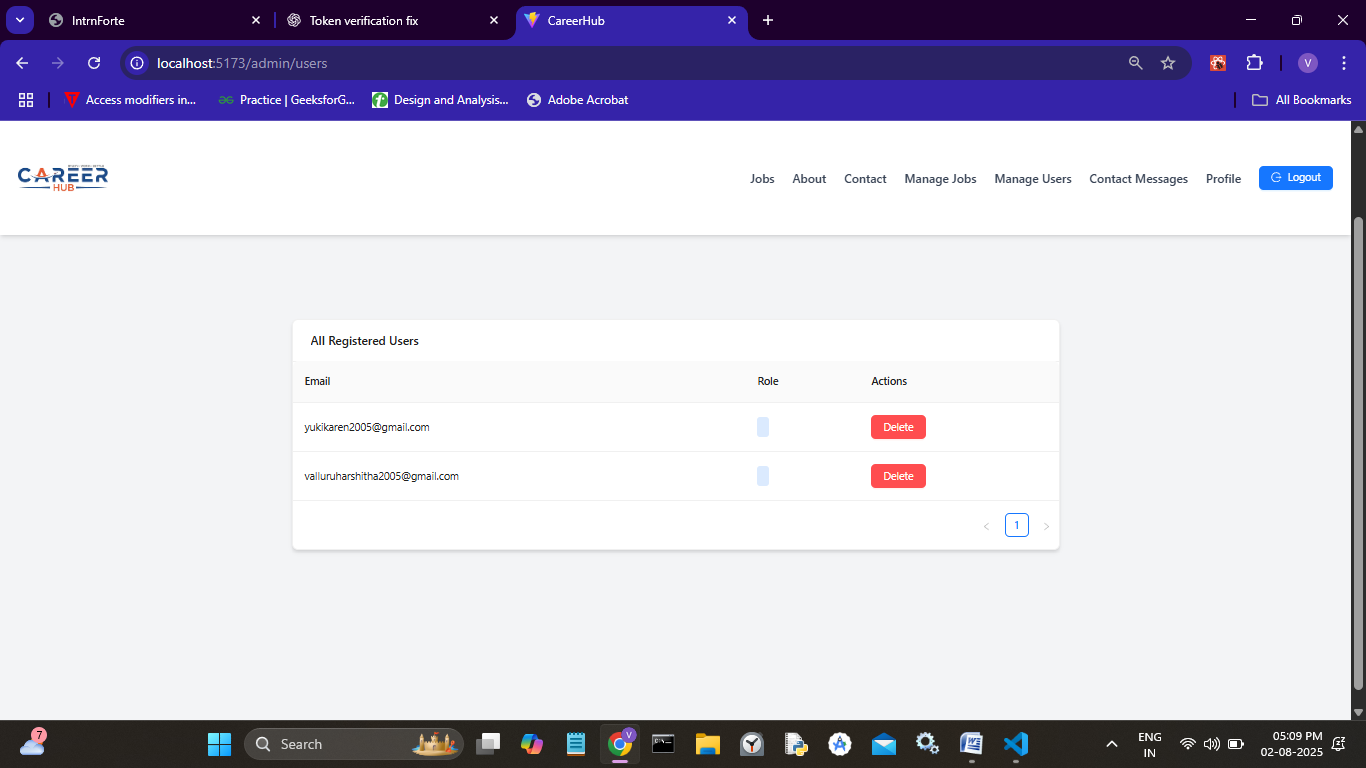 IntrnForte
Token verification fix
CareerHub
localhost:5173/admin/users
V
Access modifiers in...
Practice | GeeksforG...
Design and Analysis...
Adobe Acrobat
All Bookmarks
CAREER
HUB
Jobs
About
Contact
Manage Jobs
Manage Users
Contact Messages
Profile
Logout
All Registered Users
Email Role Actions
yukikaren2005@gmail.com Delete
valluruharshitha2005@gmail.com Delete
< 1 >
7
Search
V
ENG
IN
05:09 PM
02-08-2025